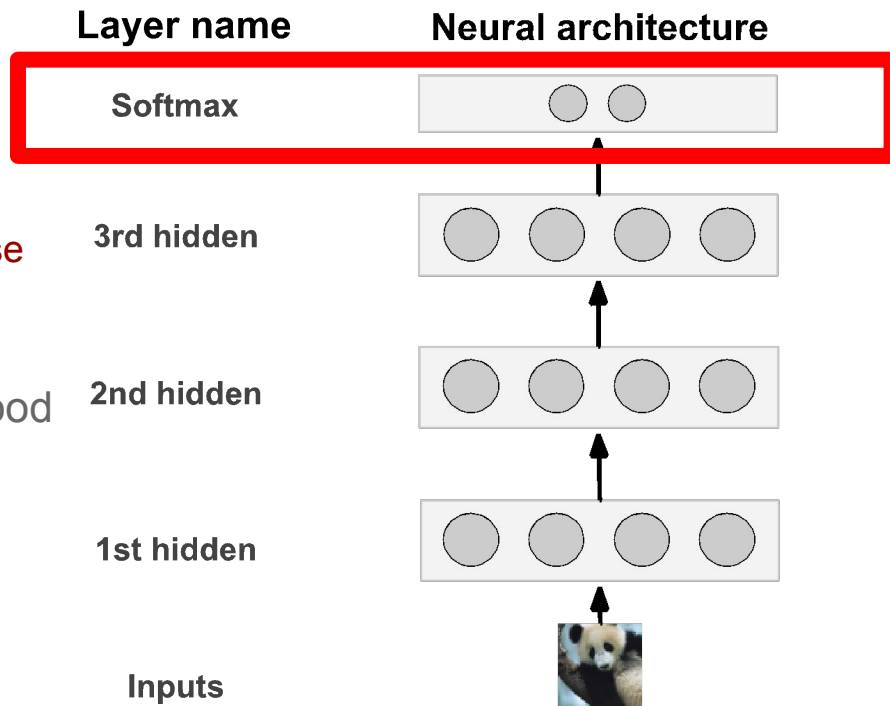 Layer name Neural architecture
Softmax
3rd hidden
2nd hidden
1st hidden
Inputs